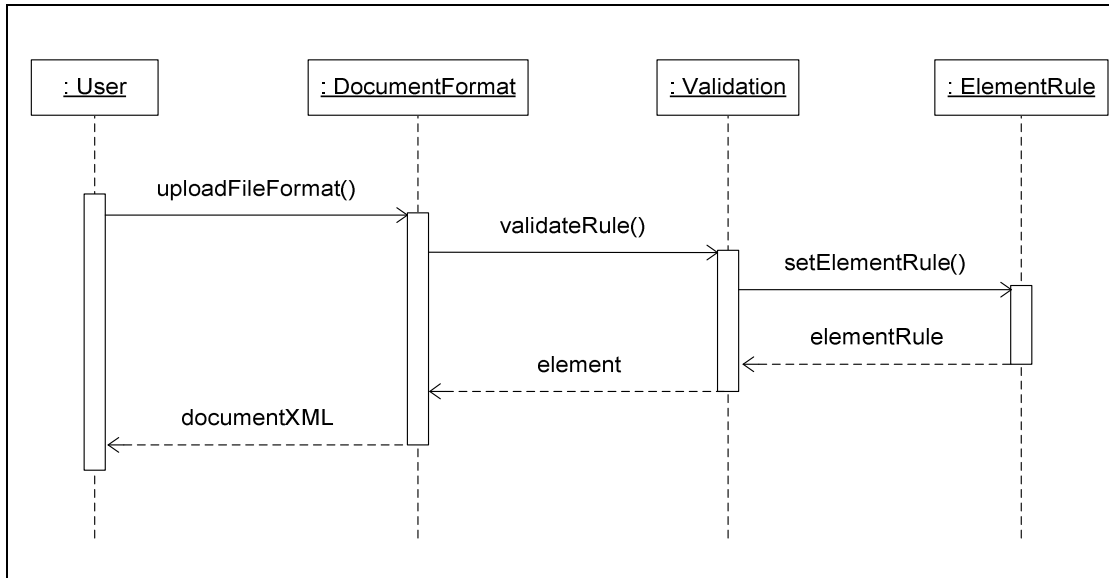 : User
: DocumentFormat
: Validation
: ElementRule
uploadFileFormat()
validateRule()
setElementRule()
elementRule
element
documentXML